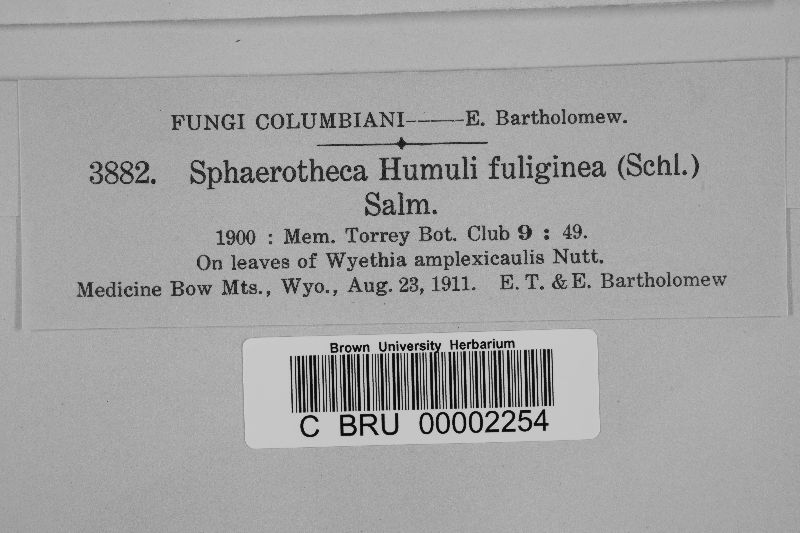 FUNGI COLUMBIANI——E. Bartholomew.
3882. Sphaerotheca Humuli fuliginea (Schl.)
Salm.
1900 : Mem. Torrey Bot. Club 9 : 49.
On leaves of Wyethia amplexicaulis Nutt.
Medicine Bow Mts., Wyo., Aug. 23, 1911. E. T. & E. Bartholomew
Brown University Herbarium
C BRU 00002254